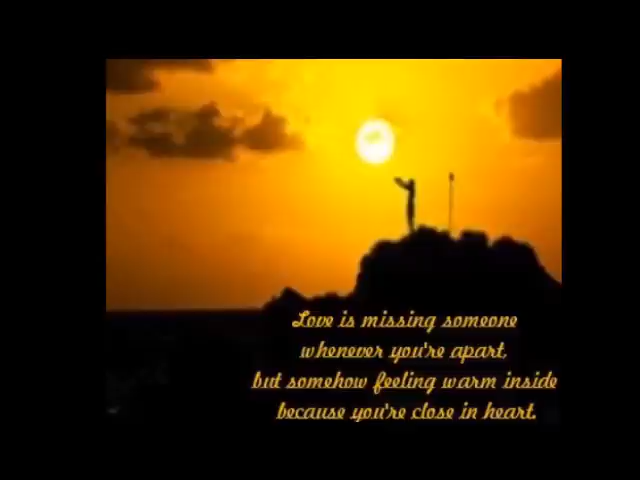 Love is missing someone
whenever you're apart,
but somehow feeling warm inside
because you're close in heart.